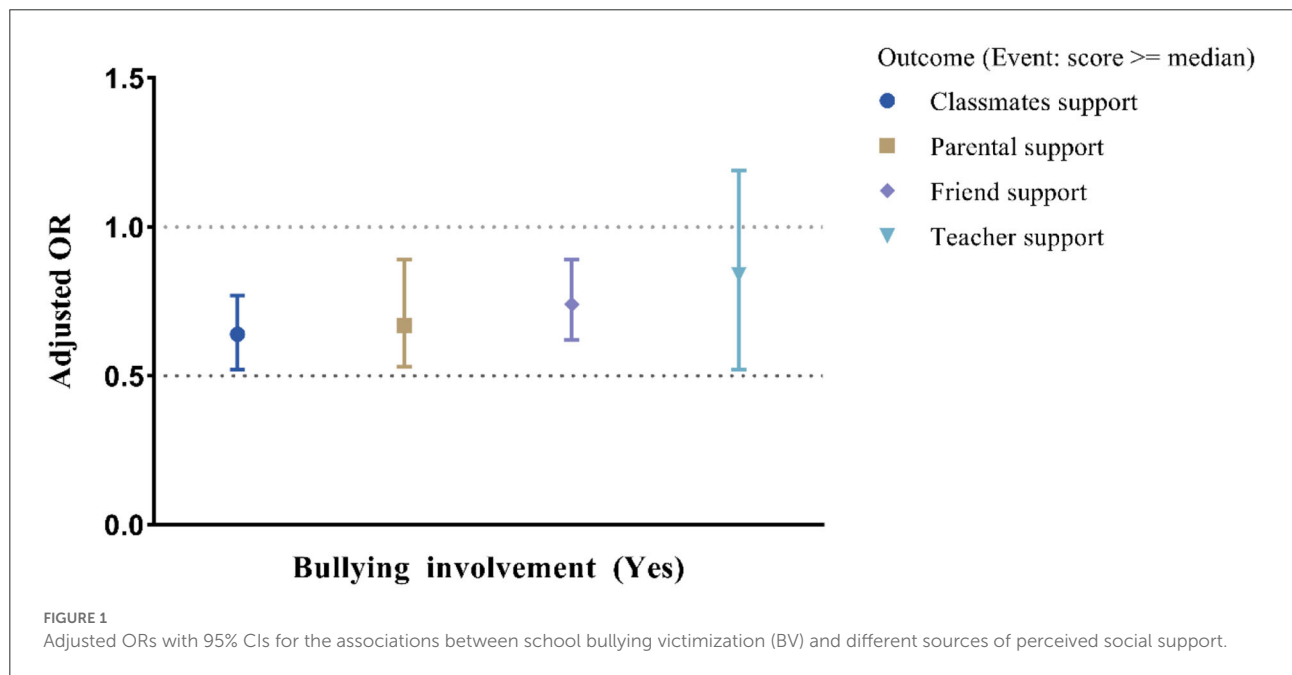 Outcome (Event: score >= median)
Classmates support
Parental support
Friend support
Teacher support
1.5
1.0
0.5
0.0
Adjusted OR
Bullying involvement (Yes)
FIGURE 1
Adjusted ORs with 95% CIs for the associations between school bullying victimization (BV) and different sources of perceived social support.